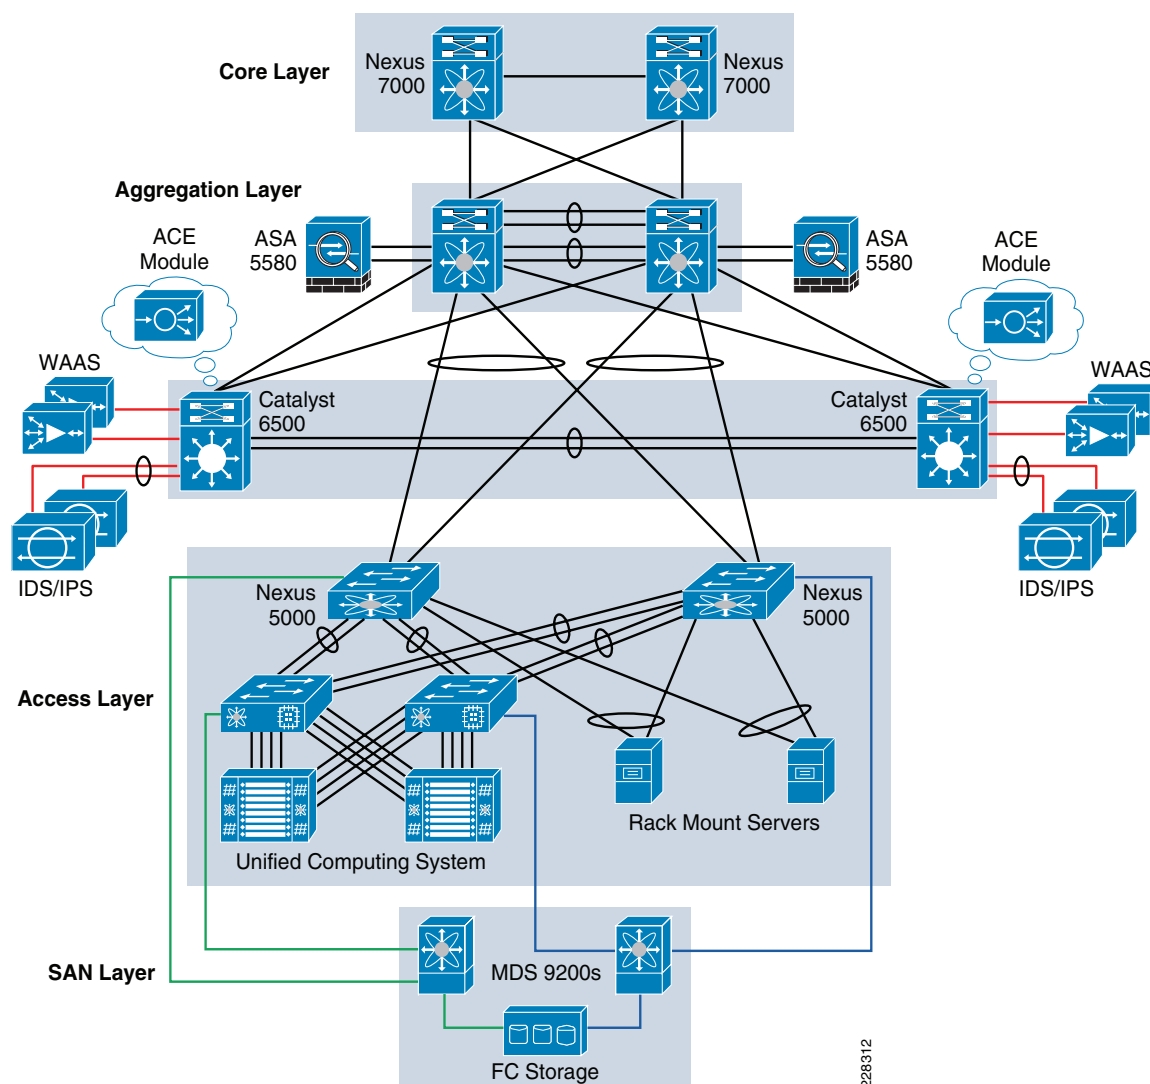 Core Layer
Nexus
7000
Nexus
7000
Aggregation Layer
ASA
5580
ASA
5580
ACE
Module
ACE
Module
WAAS
Catalyst
6500
Catalyst
6500
WAAS
IDS/IPS
IDS/IPS
Nexus
5000
Nexus
5000
Access Layer
Rack Mount Servers
Unified Computing System
SAN Layer
MDS 9200s
FC Storage
228312